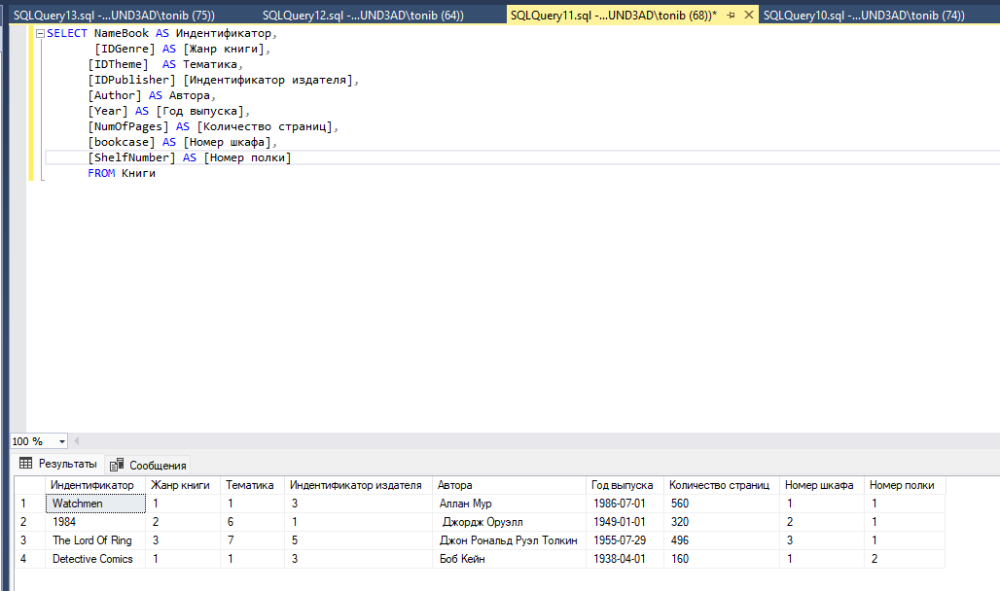 SQLQuery13.sql -...UND3AD\tonib (75)) SQLQuery12.sql -...UND3AD\tonib (64)) SQLQuery11.sql -...UND3AD\tonib (68))* SQLQuery10.sql -...UND3AD\tonib (74))
SELECT NameBook AS Индентификатор,
[IDGenre] AS [Жанр книги],
[IDTheme] AS Тематика,
[IDPublisher] [Индентификатор издателя],
[Author] AS Автора,
[Year] AS [Год выпуска],
[NumOfPages] AS [Количество страниц],
[bookcase] AS [Номер шкафа],
[ShelfNumber] AS [Номер полки]
FROM Книги
100 %
Результаты Сообщения
Индентификатор Жанр книги Тематика Индентификатор издателя Автора Год выпуска Количество страниц Номер шкафа Номер полки
1 Watchmen 1 1 3 Аллан Мур 1986-07-01 560 1 1
2 1984 2 6 1 Джордж Оруэлл 1949-01-01 320 2 1
3 The Lord Of Ring 3 7 5 Джон Рональд Руэл Толкин 1955-07-29 496 3 1
4 Detective Comics 1 1 3 Боб Кейн 1938-04-01 160 1 2